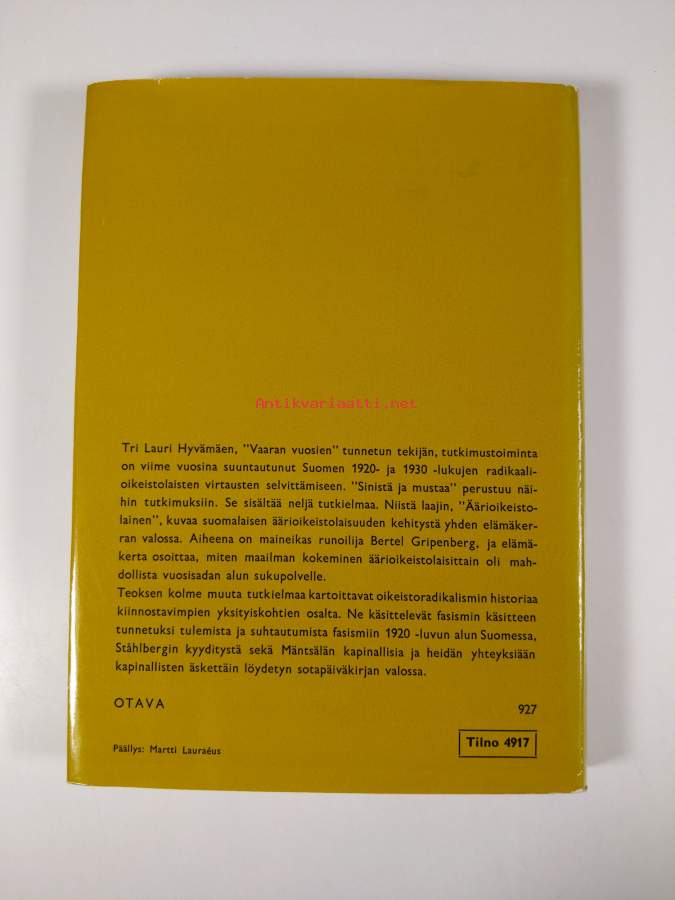 Antikvariaatti.net
Tri Lauri Hyvämäen, "Vaaran vuosien" tunnetun tekijän, tutkimustoiminta
on viime vuosina suuntautunut Suomen 1920- ja 1930 -lukujen radikaali-
oikeistolaisten virtausten selvittämiseen. "Sinistä ja mustaa" perustuu näi-
hin tutkimuksiin. Se sisältää neljä tutkielmaa. Niistä laajin, "Äärioikeisto-
lainen", kuvaa suomalaisen äärioikeistolaisuuden kehitystä yhden elämäker-
ran valossa. Aiheena on maineikas runoilija Bertel Gripenberg, ja elämä-
kerta osoittaa, miten maailman kokeminen äärioikeistolaisittain oli mah-
dollista vuosisadan alun sukupolvelle.
Teoksen kolme muuta tutkielmaa kartoittavat oikeistoradikalismin historiaa
kiinnostavimpien yksityiskohtien osalta. Ne käsittelevät fasismin käsitteen
tunnetuksi tulemista ja suhtautumista fasismiin 1920 -luvun alun Suomessa,
Ståhlbergin kyyditystä sekä Mäntsälän kapinallisia ja heidän yhteyksiään
kapinallisten äskettäin löydetyn sotapäiväkirjan valossa.
OTAVA 927
Tilno 4917
Päällys: Martti Lauraéus